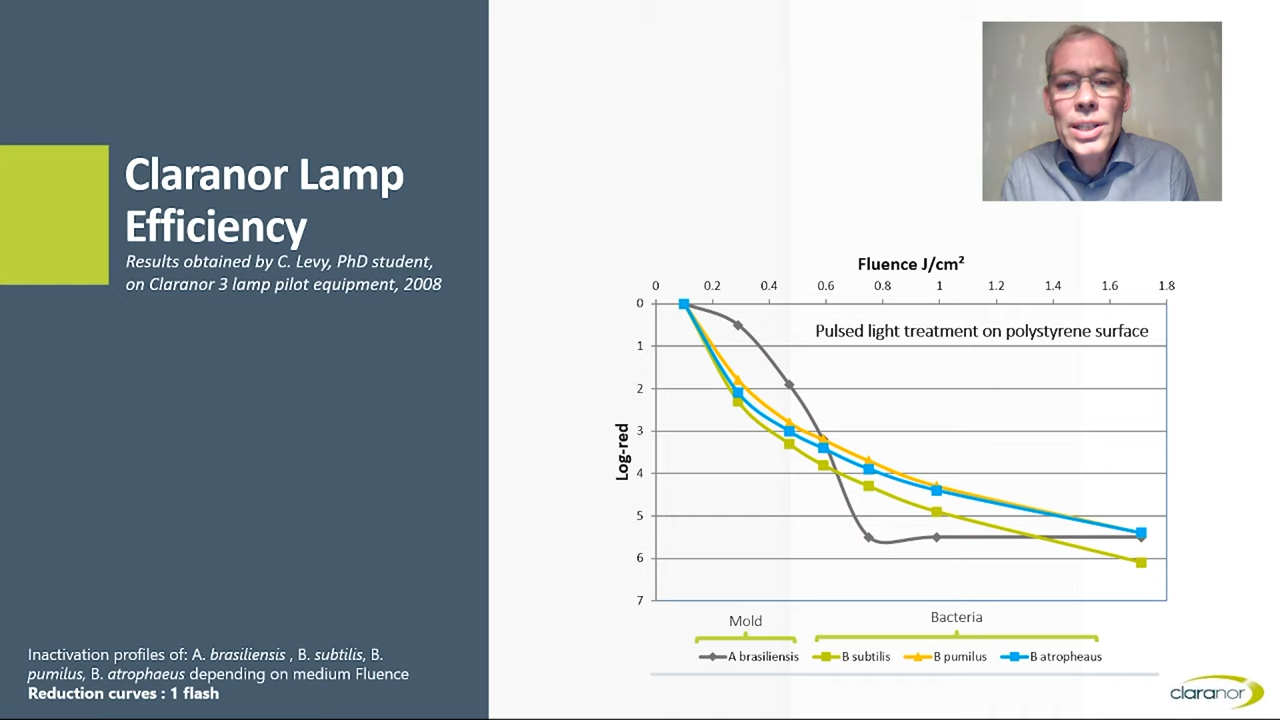 Claranor Lamp
Efficiency
Results obtained by C. Levy, PhD student,
on Claranor 3 lamp pilot equipment, 2008
Inactivation profiles of: A. brasiliensis , B. subtilis, B.
pumilus, B. atrophaeus depending on medium Fluence
Reduction curves : 1 flash
Fluence J/cm²
0 0.2 0.4 0.6 0.8 1 1.2 1.4 1.6 1.8
Pulsed light treatment on polystyrene surface
Log-red
0
1
2
3
4
5
6
7
Mold
Bacteria
A brasiliensis B subtilis B pumilus B atropheaus
claranor